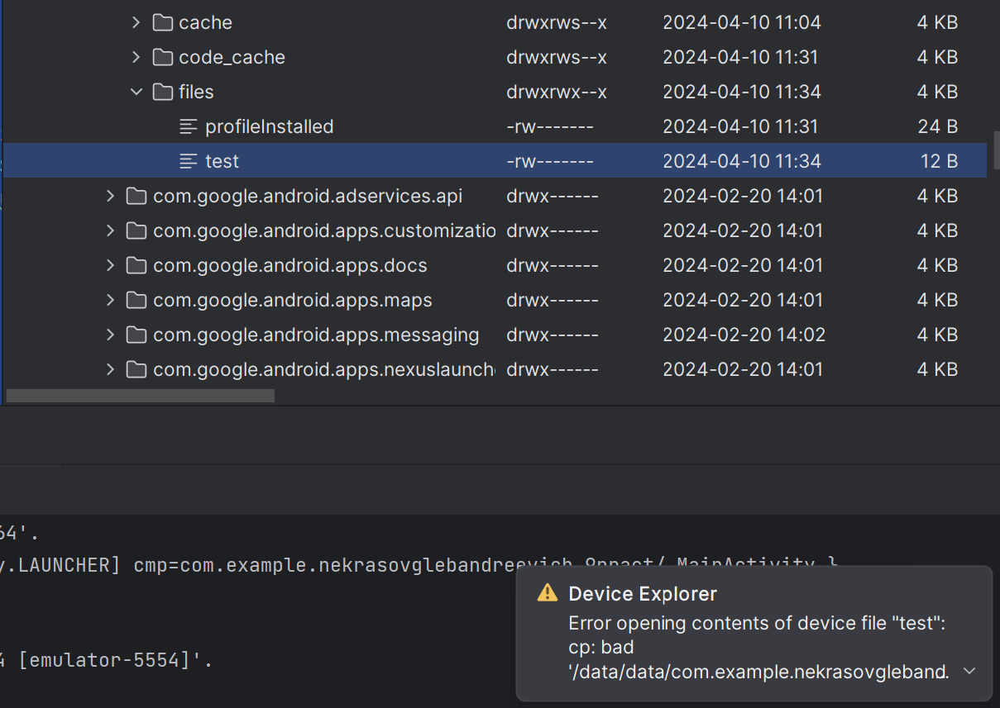 cache drwxrws--x 2024-04-10 11:04 4 KB
code_cache drwxrws--x 2024-04-10 11:31 4 KB
files drwxrwx--x 2024-04-10 11:34 4 KB
profileInstalled -rw------- 2024-04-10 11:31 24 B
test -rw------- 2024-04-10 11:34 12 B
com.google.android.adservices.api drwx------ 2024-02-20 14:01 4 KB
com.google.android.apps.customizatio drwx------ 2024-02-20 14:01 4 KB
com.google.android.apps.docs drwx------ 2024-02-20 14:01 4 KB
com.google.android.apps.maps drwx------ 2024-02-20 14:01 4 KB
com.google.android.apps.messaging drwx------ 2024-02-20 14:02 4 KB
com.google.android.apps.nexuslaunch drwx------ 2024-02-20 14:01 4 KB
64'.
y.LAUNCHER] cmp=com.example.nekrasovglebandreevich MainActivity }
4 [emulator-5554]'.
Device Explorer
Error opening contents of device file "test":
cp: bad
'/data/data/com.example.nekrasovgleband...